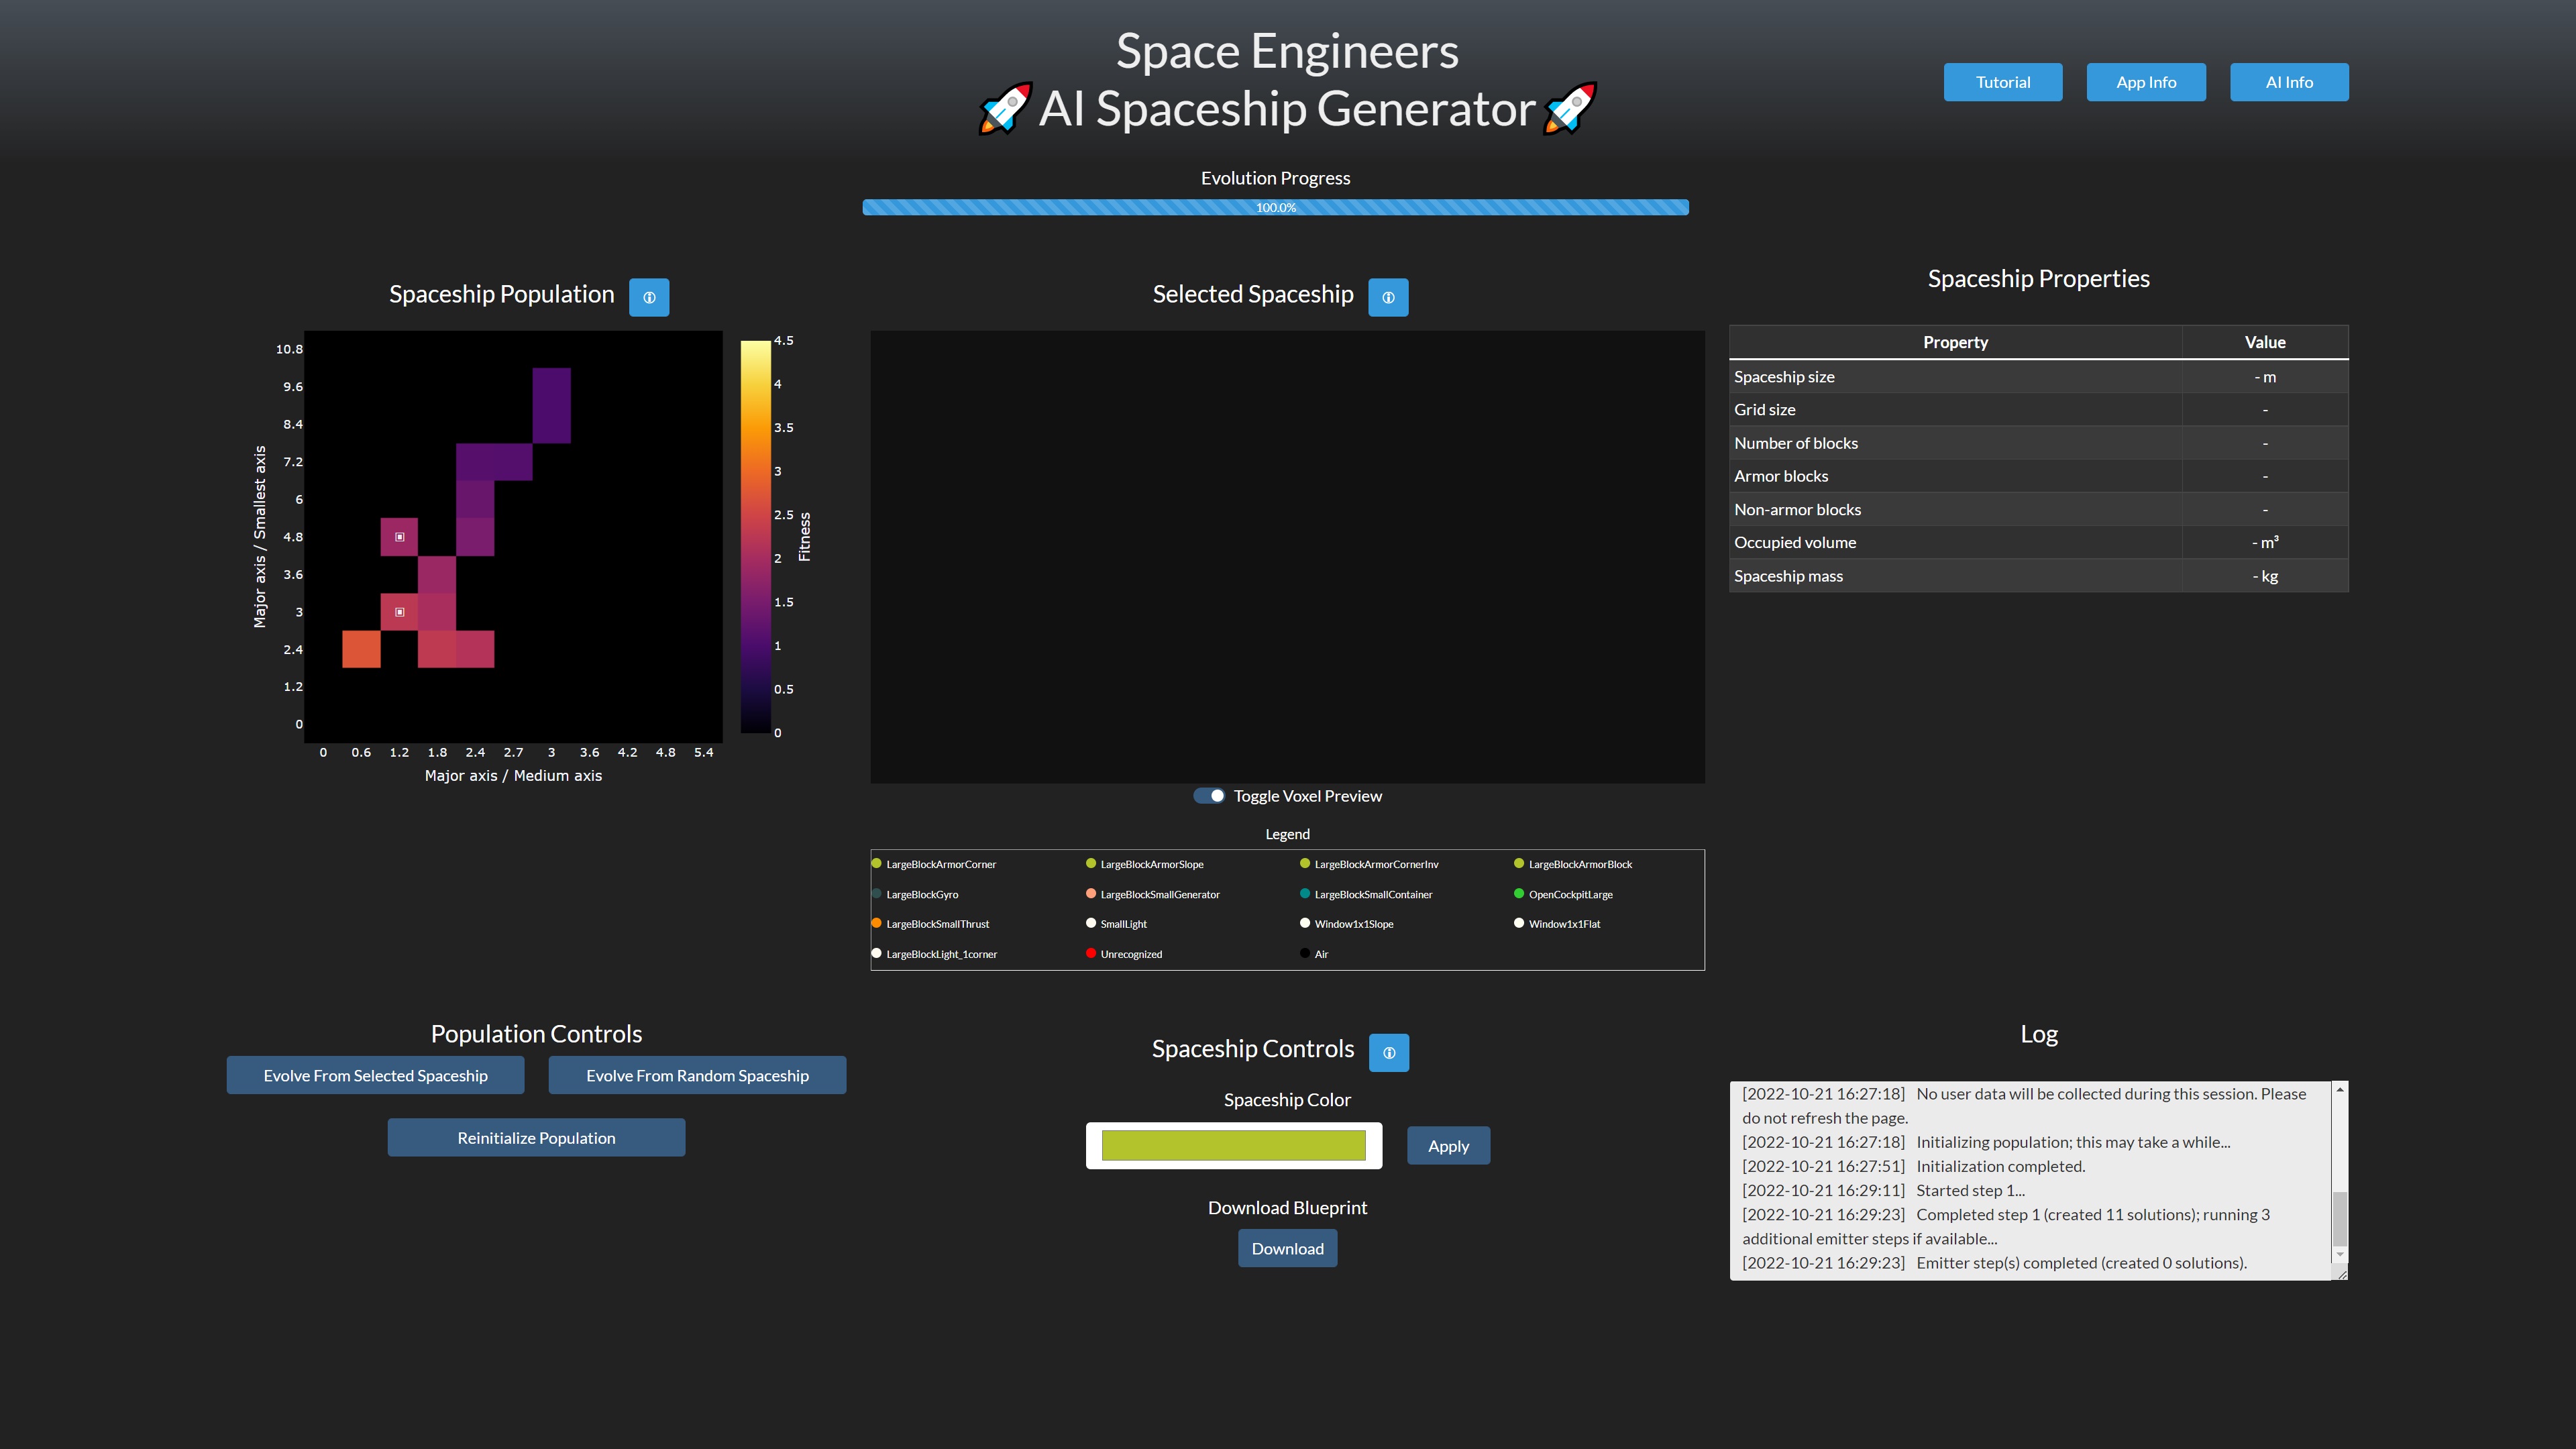 Space Engineers
🚀AI Spaceship Generator🚀
Tutorial
App Info
AI Info
Evolution Progress
100.0%
Spaceship Population
10.8
9.6
8.4
7.2
6
4.8
3.6
3
2.4
1.2
0
Major axis / Smallest axis
0 0.6 1.2 1.8 2.4 2.7 3 3.6 4.2 4.8 5.4
Major axis / Medium axis
4.5
4
3.5
3
2.5
2
1.5
1
0.5
0
Fitness
Selected Spaceship
Toggle Voxel Preview
Legend
LargeBlockArmorCorner LargeBlockArmorSlope LargeBlockArmorCornerInv LargeBlockArmorBlock
LargeBlockGyro LargeBlockSmallGenerator LargeBlockSmallContainer OpenCockpitLarge
LargeBlockSmallThrust SmallLight Window1x1Slope Window1x1Flat
LargeBlockLight_1corner Unrecognized Air
Spaceship Properties
Property Value
Spaceship size - m
Grid size -
Number of blocks -
Armor blocks -
Non-armor blocks -
Occupied volume - m³
Spaceship mass - kg
Population Controls
Evolve From Selected Spaceship
Evolve From Random Spaceship
Reinitialize Population
Spaceship Controls
Spaceship Color
Apply
Download Blueprint
Download
Log
[2022-10-21 16:27:18] No user data will be collected during this session. Please
do not refresh the page.
[2022-10-21 16:27:18] Initializing population; this may take a while...
[2022-10-21 16:27:51] Initialization completed.
[2022-10-21 16:29:11] Started step 1...
[2022-10-21 16:29:23] Completed step 1 (created 11 solutions); running 3
additional emitter steps if available...
[2022-10-21 16:29:23] Emitter step(s) completed (created 0 solutions).